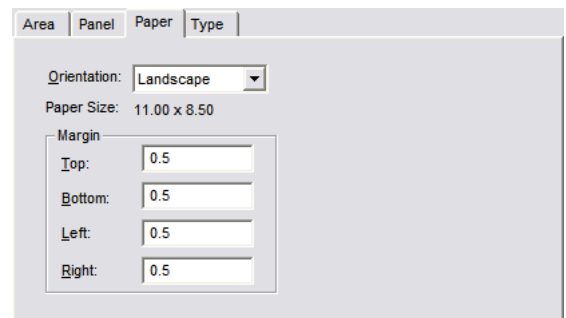 Area Panel Paper Type
Orientation: Landscape
Paper Size: 11.00 x 8.50
Margin
Top: 0.5
Bottom: 0.5
Left: 0.5
Right: 0.5